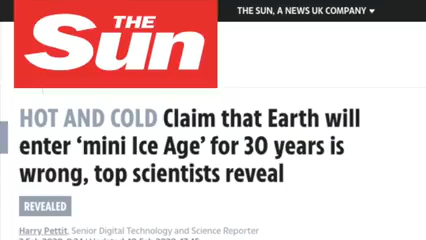 THE SUN, A NEWS UK COMPANY
THE
Sun
HOT AND COLD Claim that Earth will
enter ‘mini Ice Age’ for 30 years is
wrong, top scientists reveal
REVEALED
Harry Pettit, Senior Digital Technology and Science Reporter